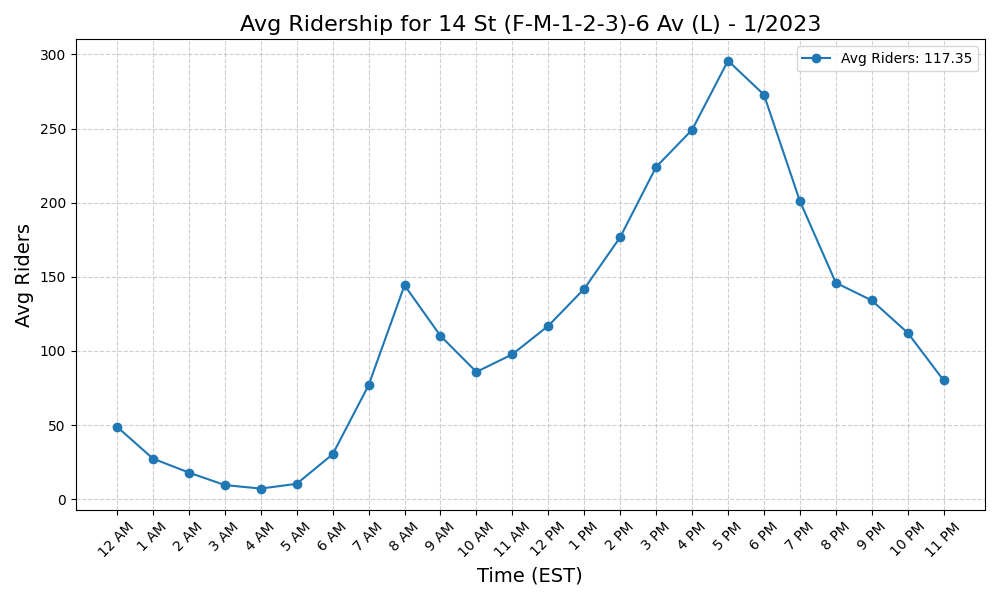 Avg Ridership for 14 St (F-M-1-2-3)-6 Av (L) - 1/2023
Avg Riders: 117.35
Avg Riders
300
250
200
150
100
50
0
12 AM
1 AM
2 AM
3 AM
4 AM
5 AM
6 AM
7 AM
8 AM
9 AM
10 AM
11 AM
12 PM
1 PM
2 PM
3 PM
4 PM
5 PM
6 PM
7 PM
8 PM
9 PM
10 PM
11 PM
Time (EST)